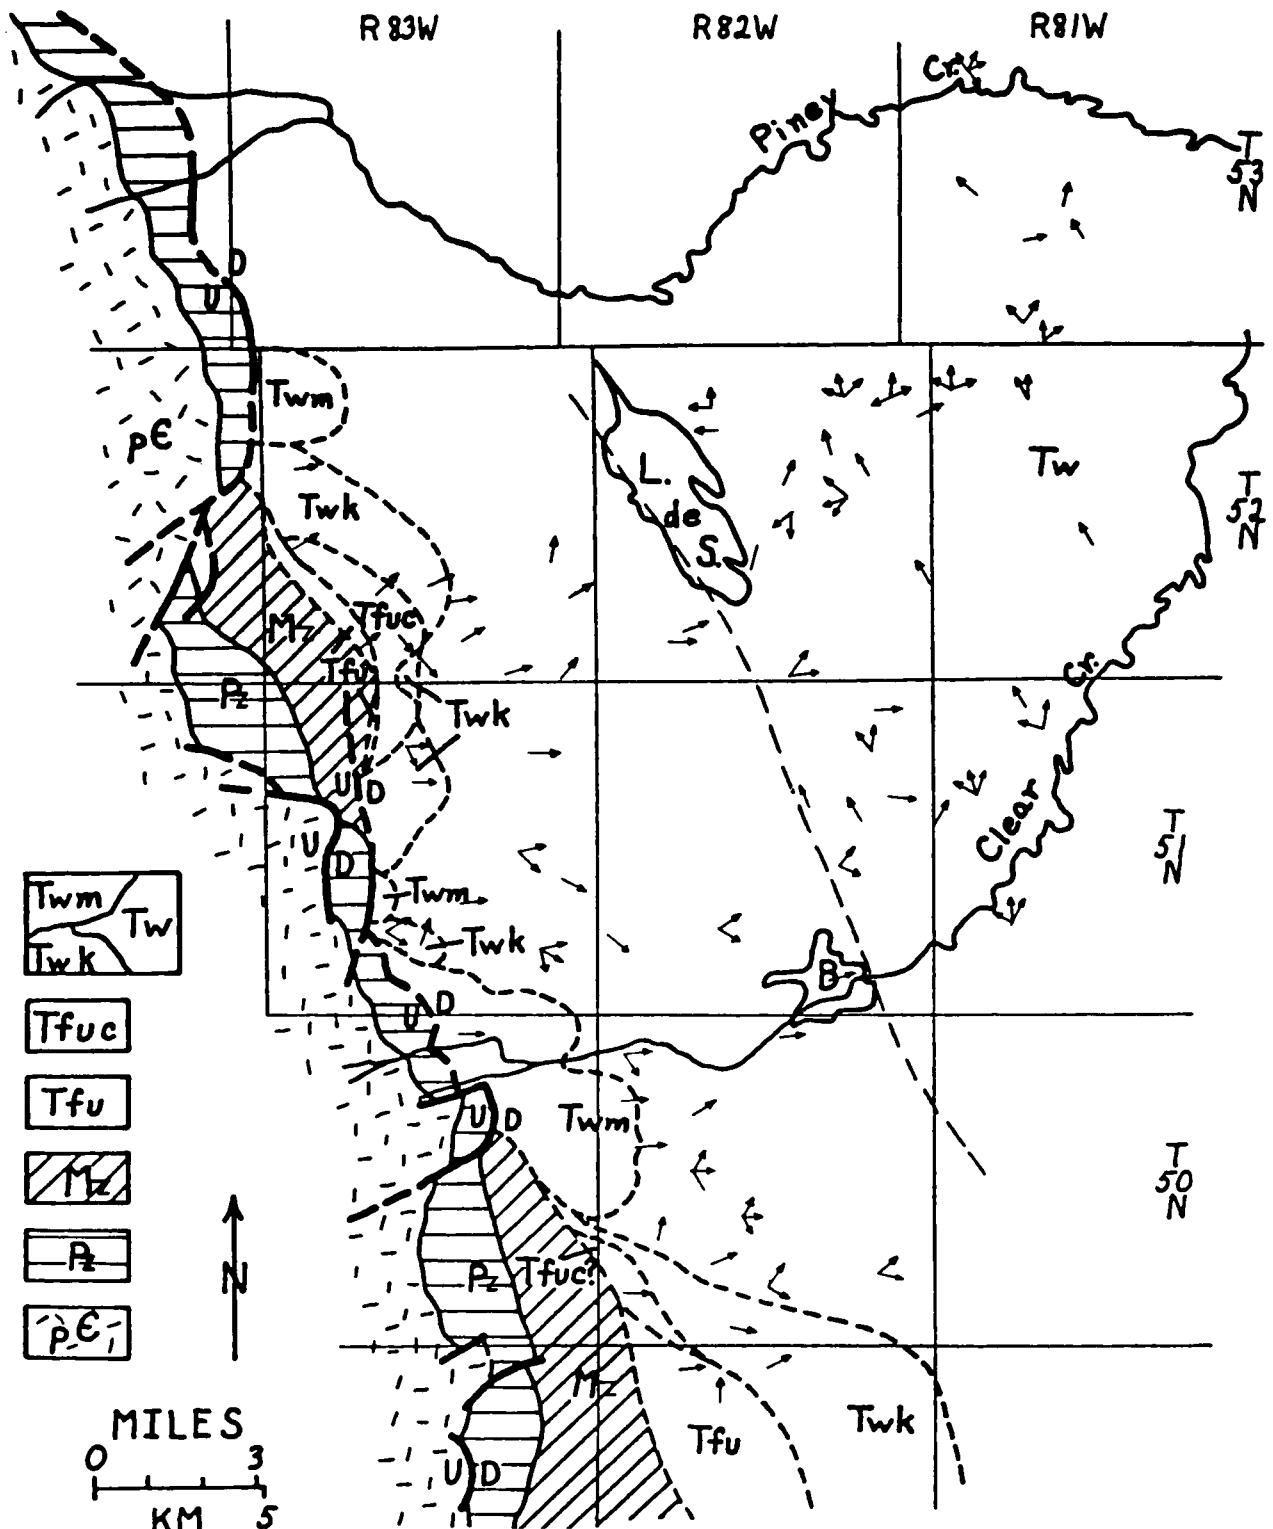 R 83W
R 82W
R 81W
Piney
Cr.
T
53
N
D
U
Twm
pЄ
Twk
L.
de
S.
Tw
T
52
N
Tfuc
Mz
Tfu
Pz
Twk
Cr.
Clear
U
D
U
D
T
51
N
Twm
Twk
B
U
D
Twm
Tw
Twk
Tfuc
Tfu
Mz
Pz
pЄ
U
D
Twm
T
50
N
Pz
Tfuc?
N
Mz
Tfu
Twk
U
D
MILES
0
3
KM
5